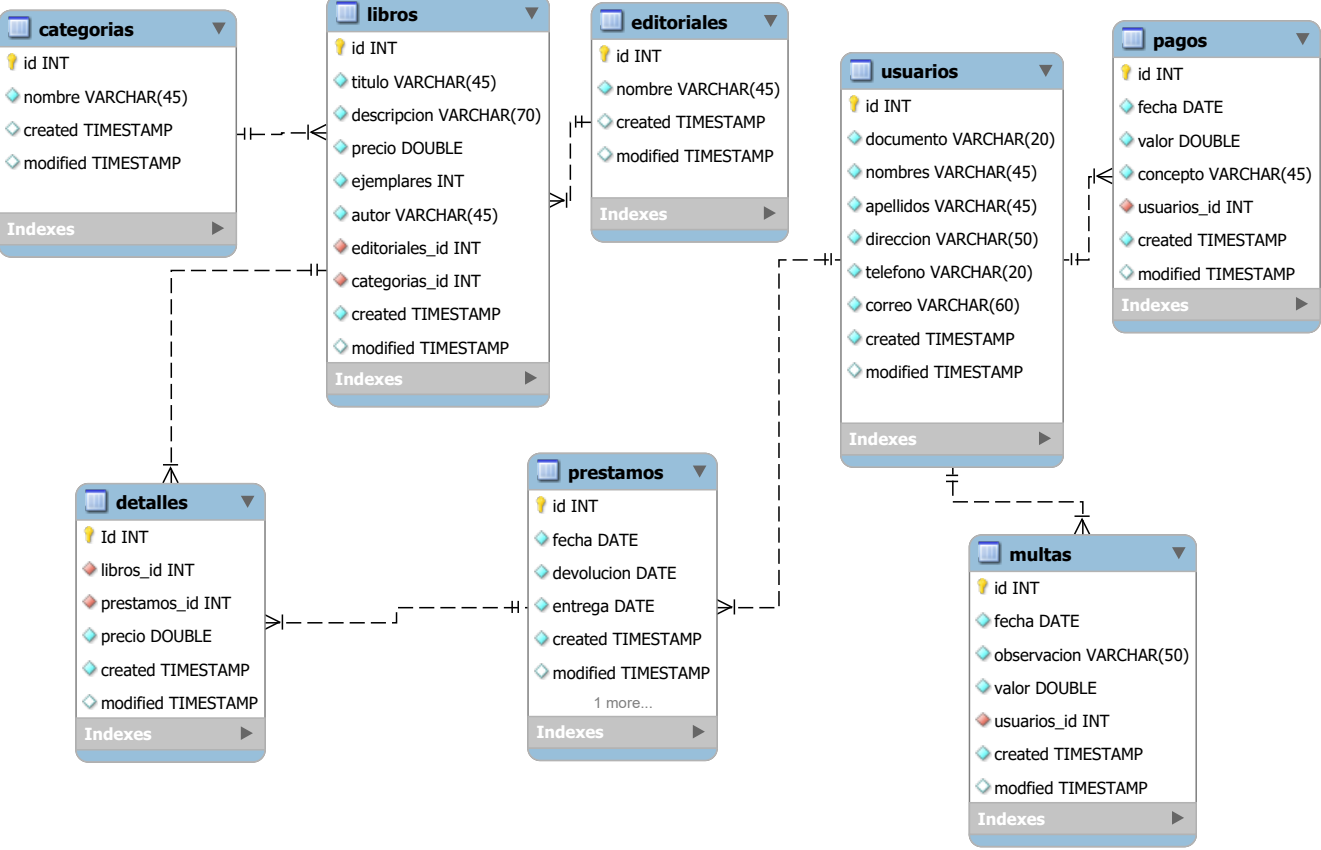 categorias
id INT
nombre VARCHAR(45)
created TIMESTAMP
modified TIMESTAMP
Indexes
libros
id INT
titulo VARCHAR(45)
descripcion VARCHAR(70)
precio DOUBLE
ejemplares INT
autor VARCHAR(45)
editoriales_id INT
categorias_id INT
created TIMESTAMP
modified TIMESTAMP
Indexes
editoriales
id INT
nombre VARCHAR(45)
created TIMESTAMP
modified TIMESTAMP
Indexes
usuarios
id INT
documento VARCHAR(20)
nombres VARCHAR(45)
apellidos VARCHAR(45)
direccion VARCHAR(50)
telefono VARCHAR(20)
correo VARCHAR(60)
created TIMESTAMP
modified TIMESTAMP
Indexes
pagos
id INT
fecha DATE
valor DOUBLE
concepto VARCHAR(45)
usuarios_id INT
created TIMESTAMP
modified TIMESTAMP
Indexes
detalles
Id INT
libros_id INT
prestamos_id INT
precio DOUBLE
created TIMESTAMP
modified TIMESTAMP
Indexes
prestamos
id INT
fecha DATE
devolucion DATE
entrega DATE
created TIMESTAMP
modified TIMESTAMP
1 more...
Indexes
multas
id INT
fecha DATE
observacion VARCHAR(50)
valor DOUBLE
usuarios_id INT
created TIMESTAMP
modfied TIMESTAMP
Indexes